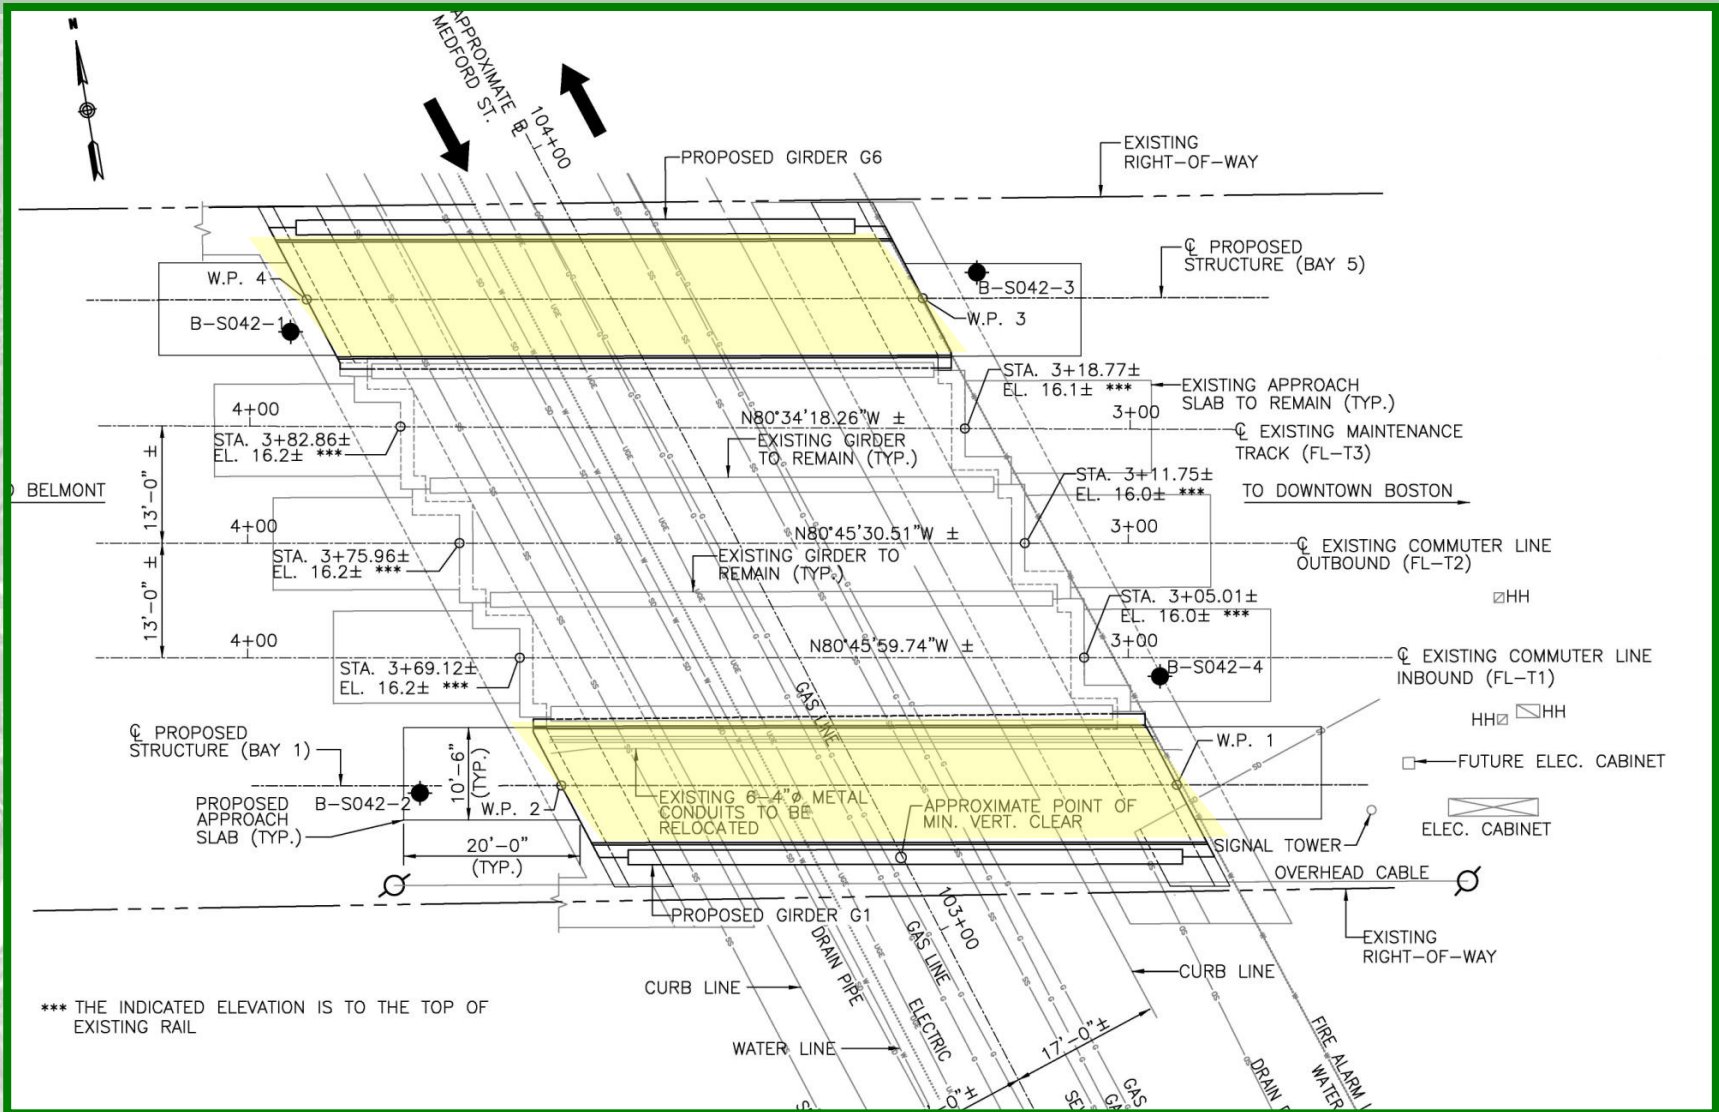 N
APPROXIMATE ⅊
MEDFORD ST.
104+00
PROPOSED GIRDER G6
EXISTING
RIGHT-OF-WAY
℄ PROPOSED
STRUCTURE (BAY 5)
W.P. 4
B-S042-3
B-S042-1
W.P. 3
STA. 3+18.77±
EL. 16.1± ***
EXISTING APPROACH
SLAB TO REMAIN (TYP.)
4+00
N80°34'18.26"W ±
3+00
STA. 3+82.86±
EL. 16.2± ***
EXISTING GIRDER
TO REMAIN (TYP.)
℄ EXISTING MAINTENANCE
TRACK (FL-T3)
13'-0" ±
BELMONT
STA. 3+11.75±
EL. 16.0± ***
TO DOWNTOWN BOSTON
4+00
N80°45'30.51"W ±
3+00
STA. 3+75.96±
EL. 16.2± ***
EXISTING GIRDER TO
REMAIN (TYP.)
℄ EXISTING COMMUTER LINE
OUTBOUND (FL-T2)
13'-0" ±
STA. 3+05.01±
EL. 16.0± ***
HH
4+00
N80°45'59.74"W ±
3+00
STA. 3+69.12±
EL. 16.2± ***
B-S042-4
℄ EXISTING COMMUTER LINE
INBOUND (FL-T1)
GAS LINE
HH
HH
℄ PROPOSED
STRUCTURE (BAY 1)
W.P. 1
FUTURE ELEC. CABINET
10'-6"
(TYP.)
B-S042-2
W.P. 2
EXISTING 6-4"ø METAL
CONDUITS TO BE
RELOCATED
APPROXIMATE POINT OF
MIN. VERT. CLEAR
PROPOSED
APPROACH
SLAB (TYP.)
ELEC. CABINET
20'-0"
(TYP.)
SIGNAL TOWER
OVERHEAD CABLE
PROPOSED GIRDER G1
103+00
EXISTING
RIGHT-OF-WAY
DRAIN PIPE
GAS LINE
CURB LINE
CURB LINE
*** THE INDICATED ELEVATION IS TO THE TOP OF
EXISTING RAIL
ELECTRIC
WATER LINE
17'-0"±
FIRE ALARM
DRAIN
WATER
GAS